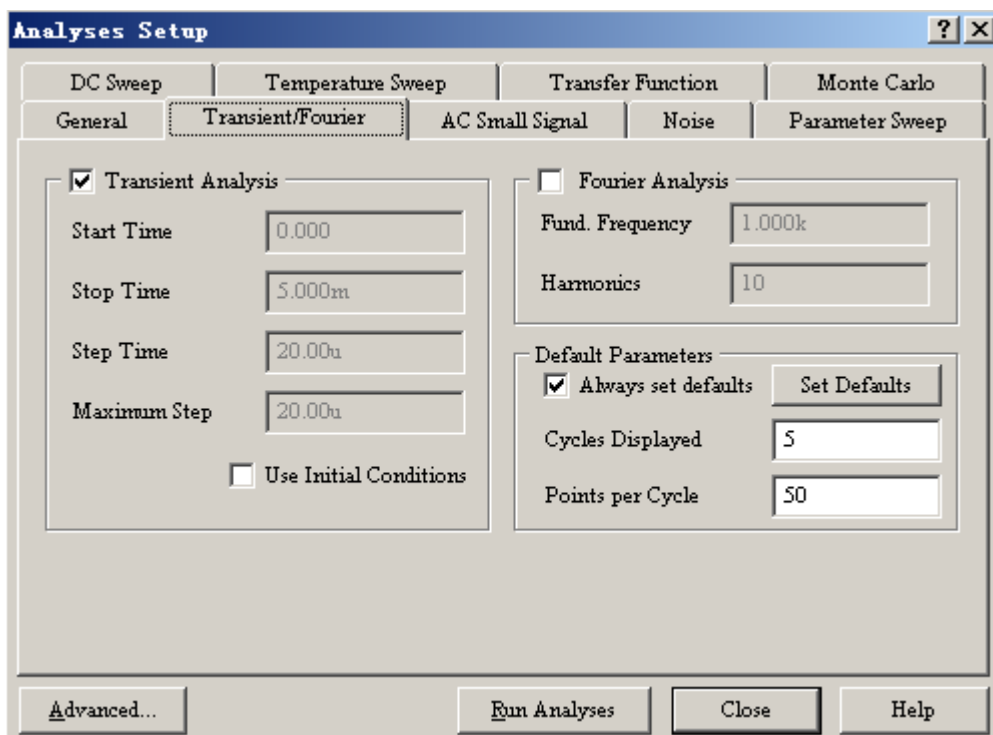 Analyses Setup
DC Sweep Temperature Sweep Transfer Function Monte Carlo
General Transient/Fourier AC Small Signal Noise Parameter Sweep
Transient Analysis
Start Time 0.000
Stop Time 5.000m
Step Time 20.00u
Maximum Step 20.00u
Use Initial Conditions
Fourier Analysis
Fund. Frequency 1.000k
Harmonics 10
Default Parameters
Always set defaults Set Defaults
Cycles Displayed 5
Points per Cycle 50
Advanced... Run Analyses Close Help